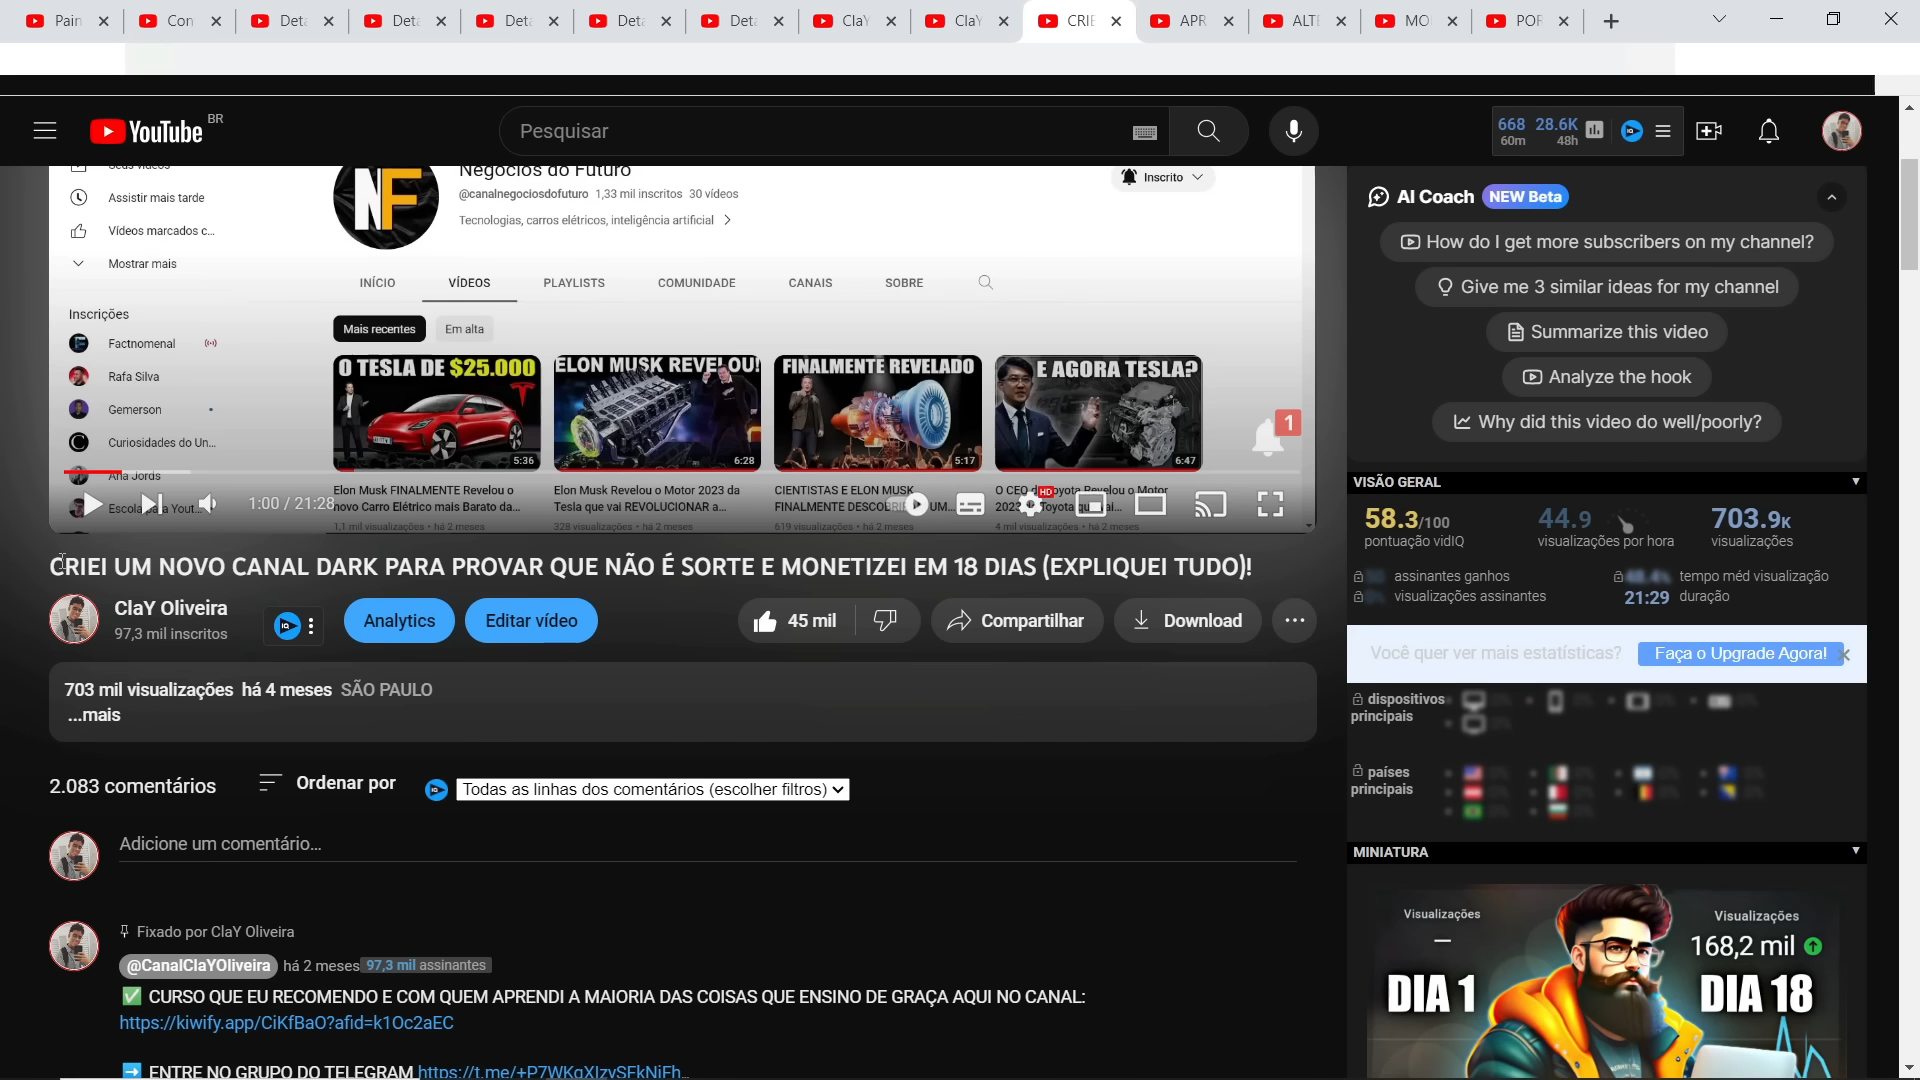 Pain
Con
Deta
Deta
Deta
Deta
Deta
ClaY
ClaY
CRIE
APR
ALTE
MO
POR
YouTube BR
Pesquisar
668 28.6K
60m 48h
Seus vídeos
Assistir mais tarde
Vídeos marcados c...
Mostrar mais
Inscrições
Factnomenal
Rafa Silva
Gemerson
Curiosidades do Un...
Ana Jords
Escola para Yout...
NF
Negócios do Futuro
@canalnegociosdofuturo 1,33 mil inscritos 30 vídeos
Tecnologias, carros elétricos, inteligência artificial
Inscrito
INÍCIO VÍDEOS PLAYLISTS COMUNIDADE CANAIS SOBRE
Mais recentes Em alta
O TESLA DE $25.000
5:36
ELON MUSK REVELOU!
6:28
FINALMENTE REVELADO
5:17
E AGORA TESLA?
6:47
1
Elon Musk FINALMENTE Revelou o
novo Carro Elétrico mais Barato da...
1,1 mil visualizações • há 2 meses
Elon Musk Revelou o Motor 2023 da
Tesla que vai REVOLUCIONAR a...
328 visualizações • há 2 meses
CIENTISTAS E ELON MUSK
FINALMENTE DESCOBRIRAM UM...
619 visualizações • há 2 meses
O CEO da Toyota Revelou o Motor
4 mil visualizações • há 2 meses
1:00 / 21:28
HD
CRIEI UM NOVO CANAL DARK PARA PROVAR QUE NÃO É SORTE E MONETIZEI EM 18 DIAS (EXPLIQUEI TUDO)!
ClaY Oliveira
97,3 mil inscritos
Analytics
Editar vídeo
45 mil
Compartilhar
Download
703 mil visualizações há 4 meses SÃO PAULO
...mais
2.083 comentários
Ordenar por
Todas as linhas dos comentários (escolher filtros)
Adicione um comentário...
Fixado por ClaY Oliveira
@CanalClaYOliveira há 2 meses 97,3 mil assinantes
✅ CURSO QUE EU RECOMENDO E COM QUEM APRENDI A MAIORIA DAS COISAS QUE ENSINO DE GRAÇA AQUI NO CANAL:
https://kiwify.app/CiKfBaO?afid=k1Oc2aEC
➡️ ENTRE NO GRUPO DO TELEGRAM https://t.me/+P7WKqXIzvSFkNjFh...
AI Coach NEW Beta
How do I get more subscribers on my channel?
Give me 3 similar ideas for my channel
Summarize this video
Analyze the hook
Why did this video do well/poorly?
VISÃO GERAL
58.3/100
pontuação vidIQ
44.9
visualizações por hora
703.9K
visualizações
assinantes ganhos
tempo méd visualização
visualizações assinantes
21:29 duração
Você quer ver mais estatísticas? Faça o Upgrade Agora!
dispositivos
principais
países
principais
MINIATURA
Visualizações
—
DIA 1
Visualizações
168,2 mil
DIA 18